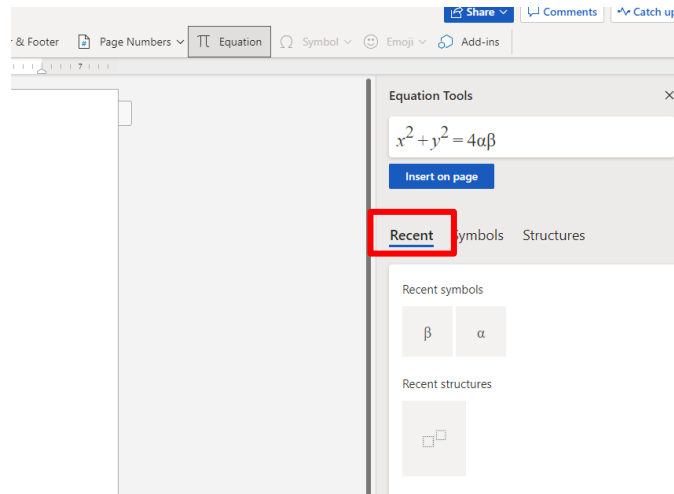 Share
Comments
Catch up
& Footer
Page Numbers
Equation
Symbol
Emoji
Add-ins
7
Equation Tools
x² + y² = 4αβ
Insert on page
Recent
ymbols
Structures
Recent symbols
β α
Recent structures